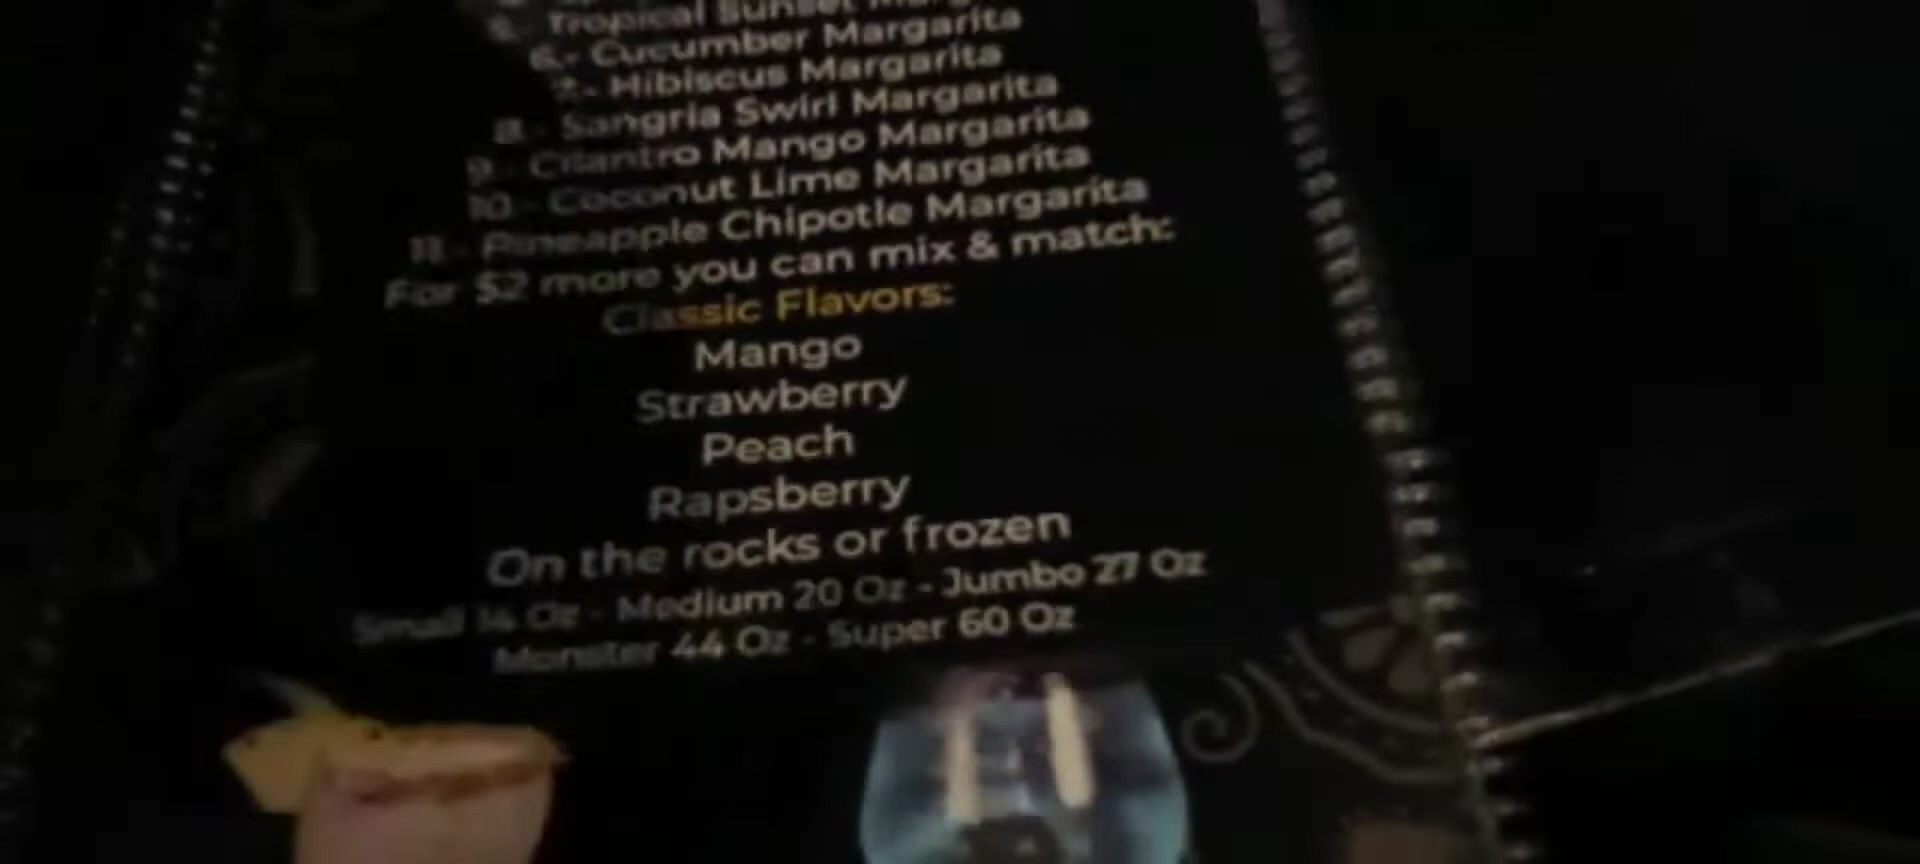 5.- Tropical Sunset
6.- Cucumber Margarita
7.- Hibiscus Margarita
8.- Sangria Swirl Margarita
9.- Cilantro Mango Margarita
10.- Coconut Lime Margarita
11.- Pineapple Chipotle Margarita
For $2 more you can mix & match:
Classic Flavors:
Mango
Strawberry
Peach
Rapsberry
On the rocks or frozen
Small 14 Oz - Medium 20 Oz - Jumbo 27 Oz
Monster 44 Oz - Super 60 Oz